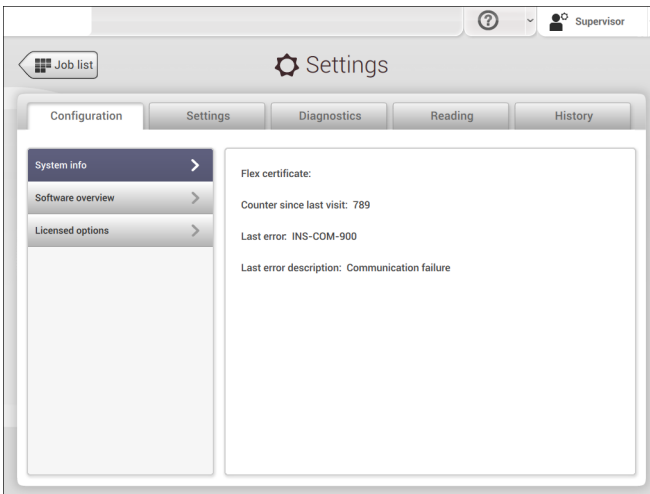 ?
Supervisor
Job list
Settings
Configuration Settings Diagnostics Reading History
System info
Software overview
Licensed options
Flex certificate:
Counter since last visit: 789
Last error: INS-COM-900
Last error description: Communication failure